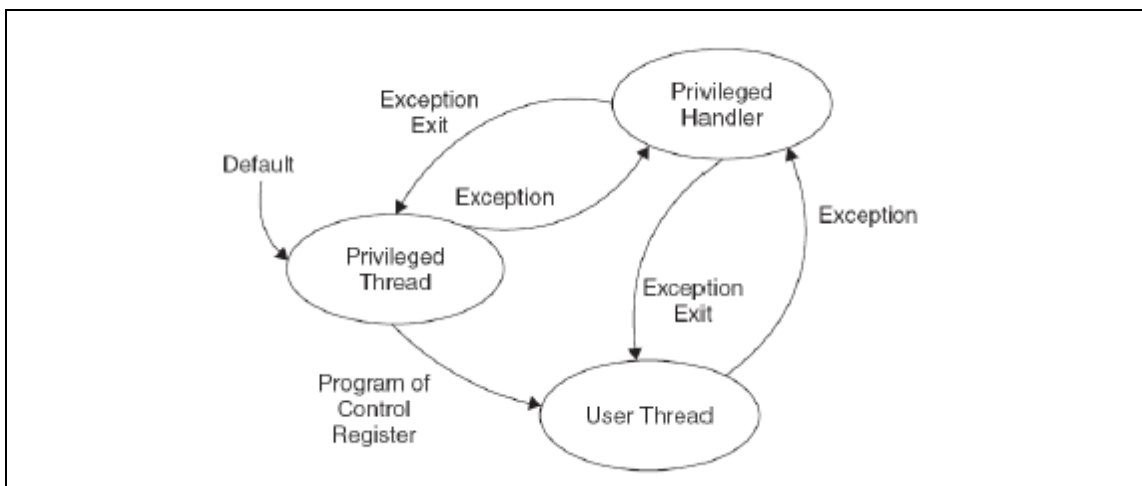 Privileged
Handler
Exception
Exit
Default
Exception
Exception
Privileged
Thread
Exception
Exit
Program of
Control
Register
User Thread